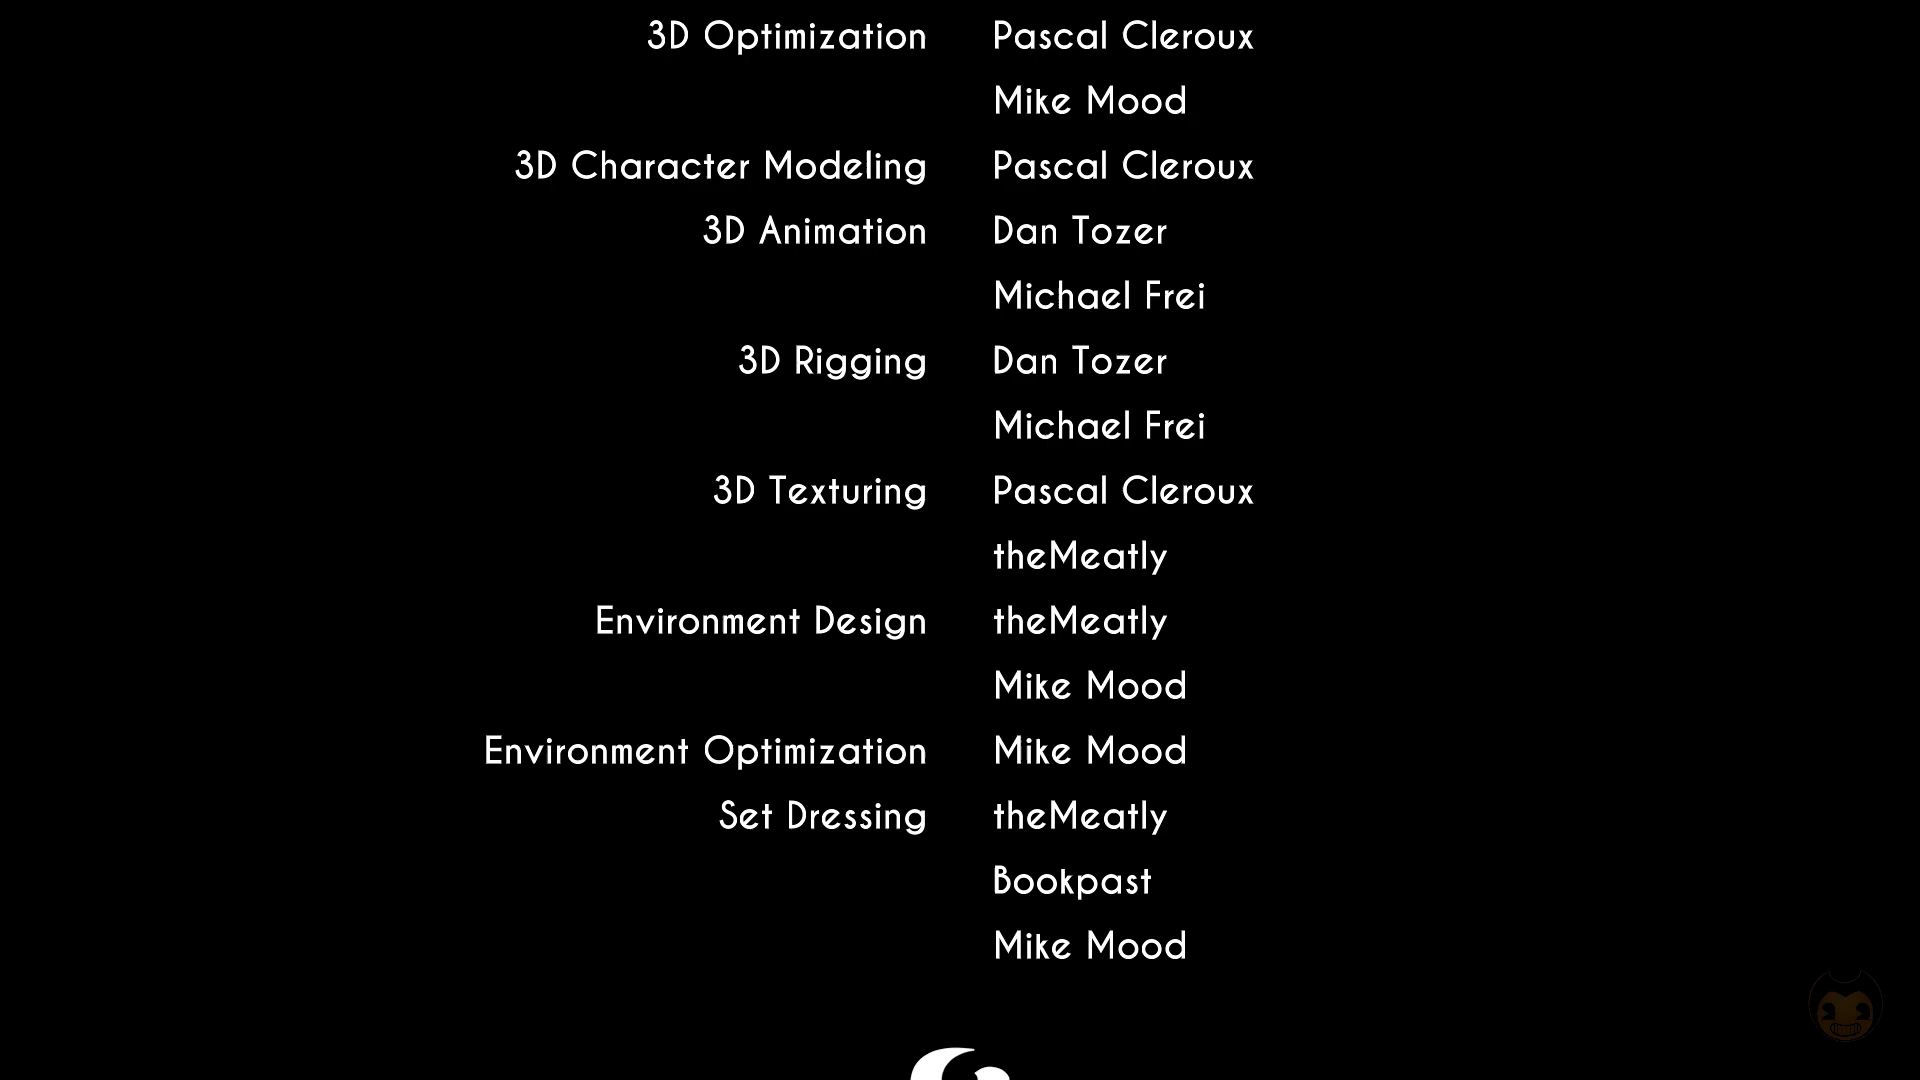 3D Optimization Pascal Cleroux
Mike Mood
3D Character Modeling Pascal Cleroux
3D Animation Dan Tozer
Michael Frei
3D Rigging Dan Tozer
Michael Frei
3D Texturing Pascal Cleroux
theMeatly
Environment Design theMeatly
Mike Mood
Environment Optimization Mike Mood
Set Dressing theMeatly
Bookpast
Mike Mood